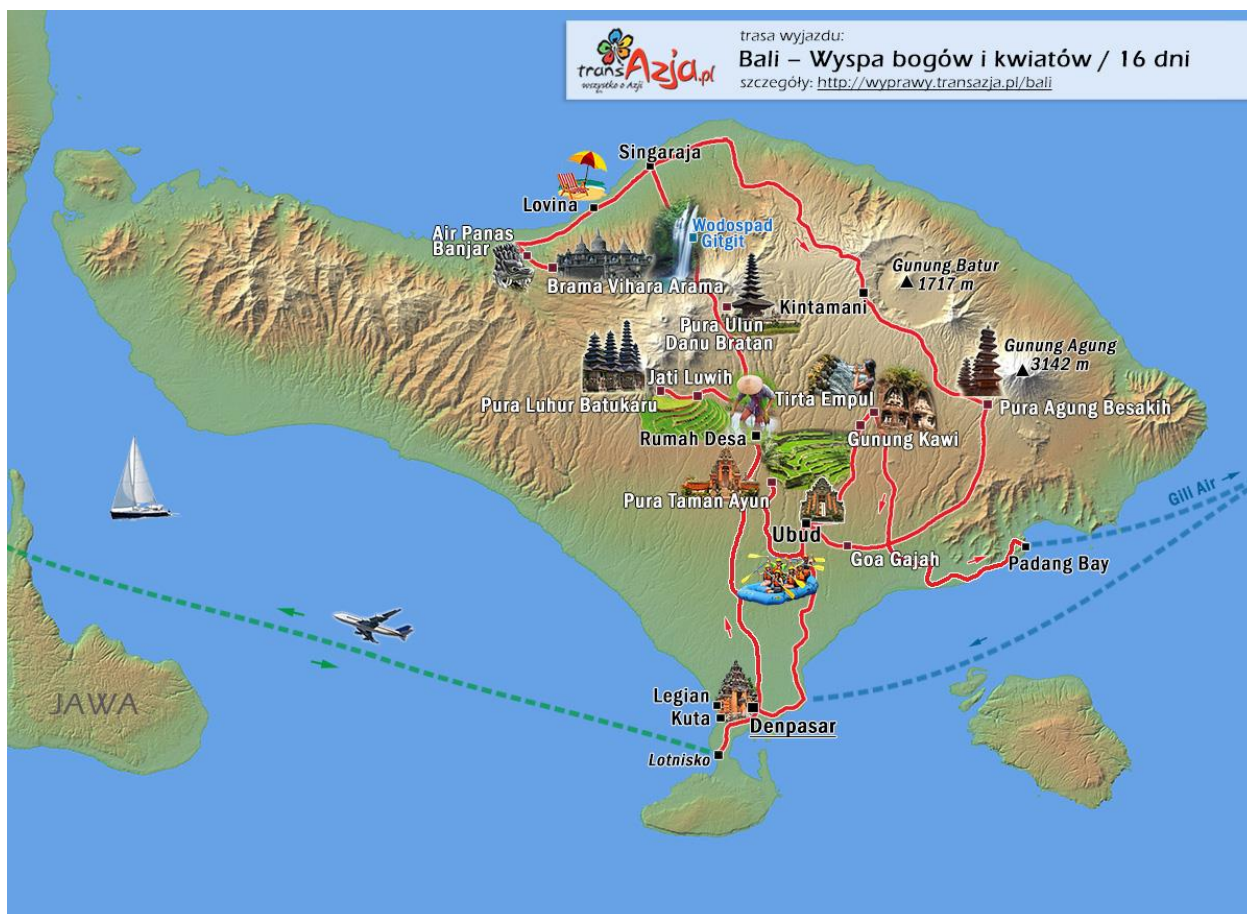 transAzja.pl
wszystko o Azji
trasa wyjazdu:
Bali – Wyspa bogów i kwiatów / 16 dni
szczegóły: http://wyprawy.transazja.pl/bali
Singaraja
Lovina
Air Panas
Banjar
Wodospad
Gitgit
Brama Vihara Arama
Gunung Batur
1717 m
Kintamani
Pura Ulun
Danu Bratan
Gunung Agung
3142 m
Jati Luwih
Pura Luhur Batukaru
Tirta Empul
Pura Agung Besakih
Rumah Desa
Gunung Kawi
Pura Taman Ayun
Gill Air
Ubud
Goa Gajah
Padang Bay
JAWA
Legian
Kuta
Denpasar
Lotnisko